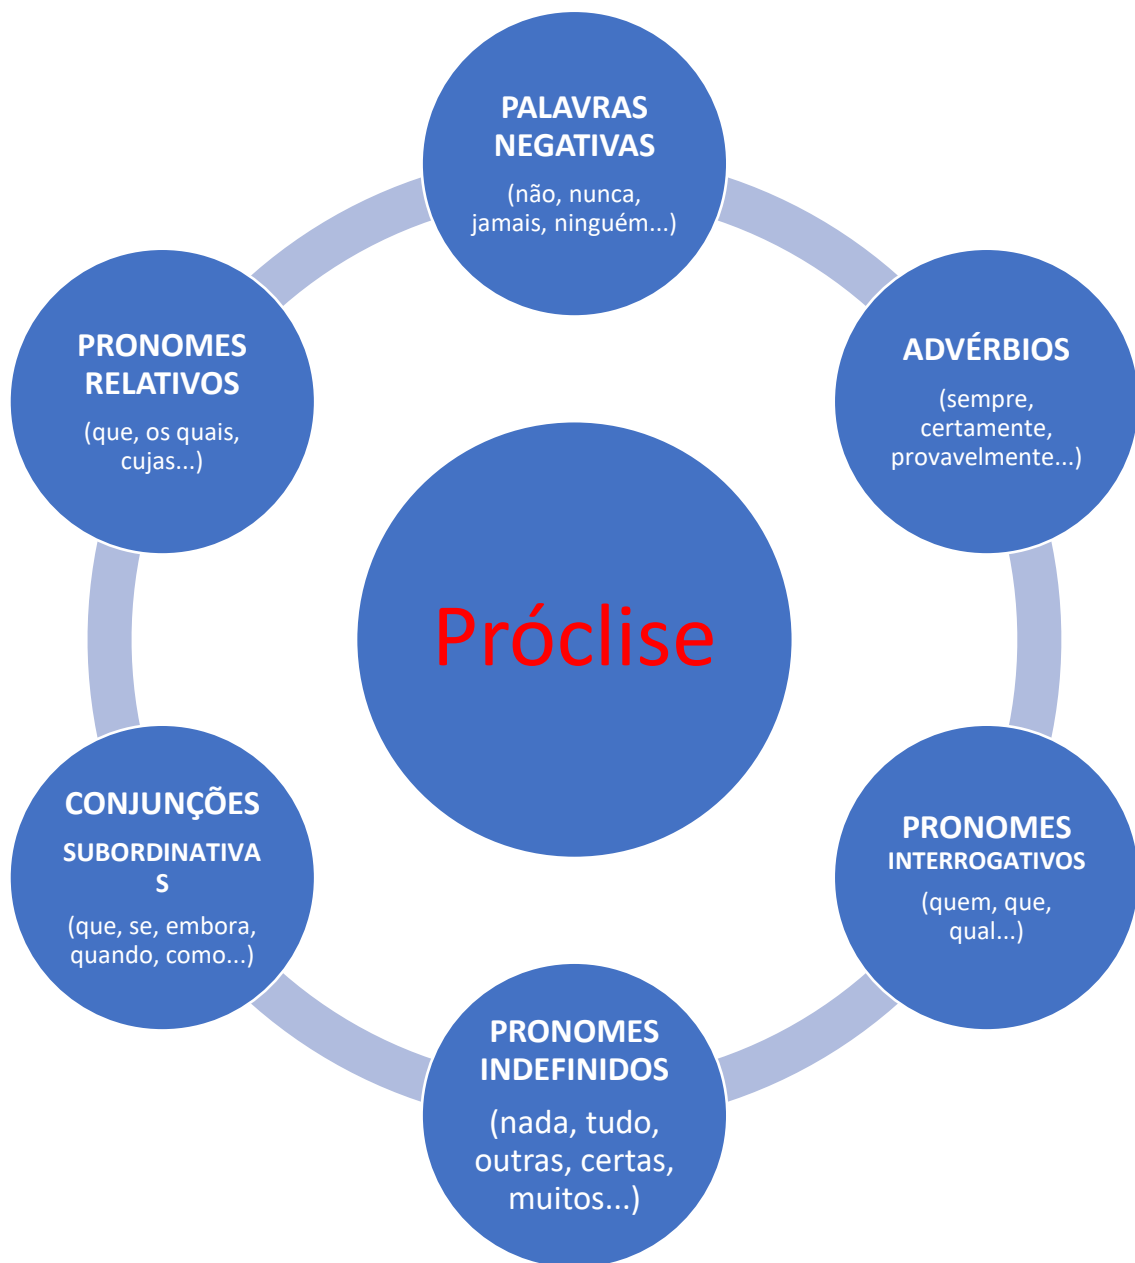 PALAVRAS
NEGATIVAS
(não, nunca,
jamais, ninguém...)
ADVÉRBIOS
(sempre,
certamente,
provavelmente...)
PRONOMES
INTERROGATIVOS
(quem, que,
qual...)
PRONOMES
INDEFINIDOS
(nada, tudo,
outras, certas,
muitos...)
CONJUNÇÕES
SUBORDINATIVA
S
(que, se, embora,
quando, como...)
PRONOMES
RELATIVOS
(que, os quais,
cujas...)
Próclise